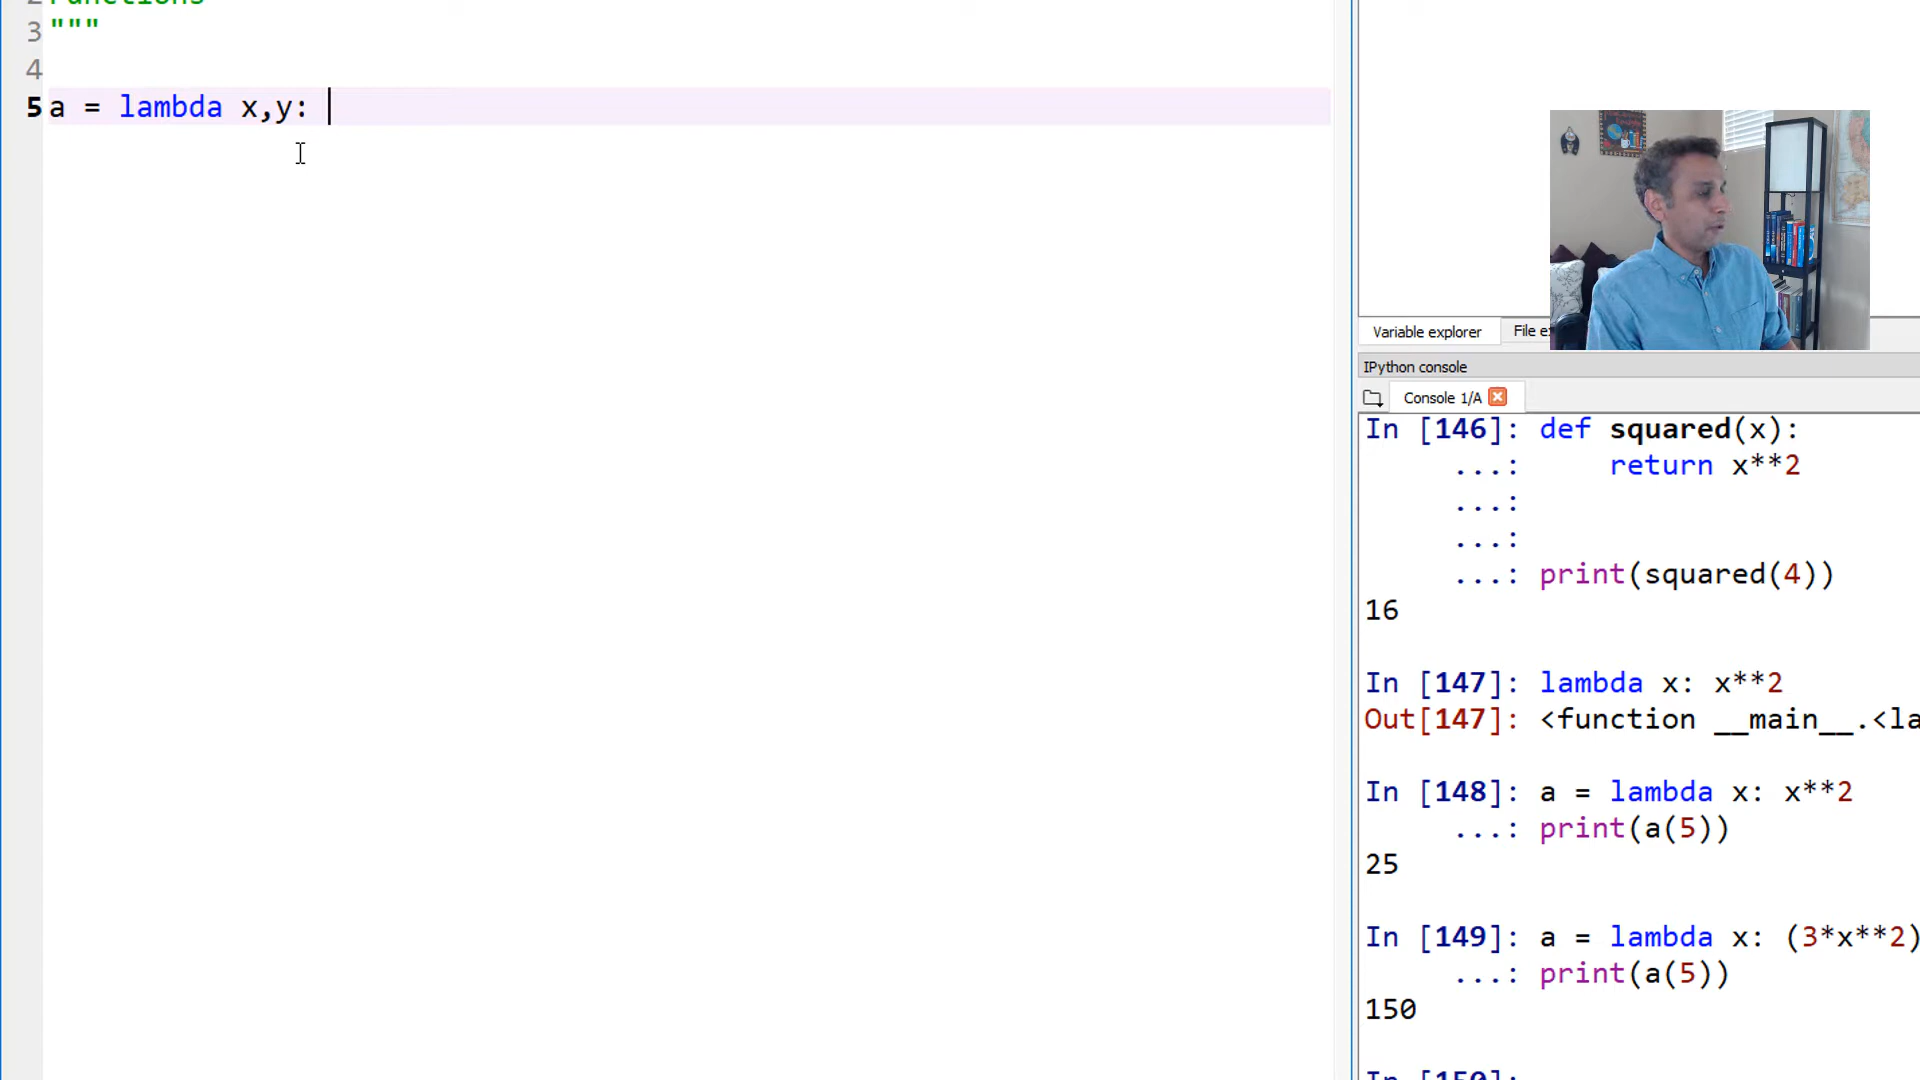 2 Functions
3 """
4
5 a = lambda x,y:
Variable explorer
File ex
IPython console
Console 1/A
In [146]: def squared(x):
...: return x**2
...:
...:
...: print(squared(4))
16
In [147]: lambda x: x**2
Out[147]: <function __main__.<la
In [148]: a = lambda x: x**2
...: print(a(5))
25
In [149]: a = lambda x: (3*x**2)
...: print(a(5))
150
In [150]: